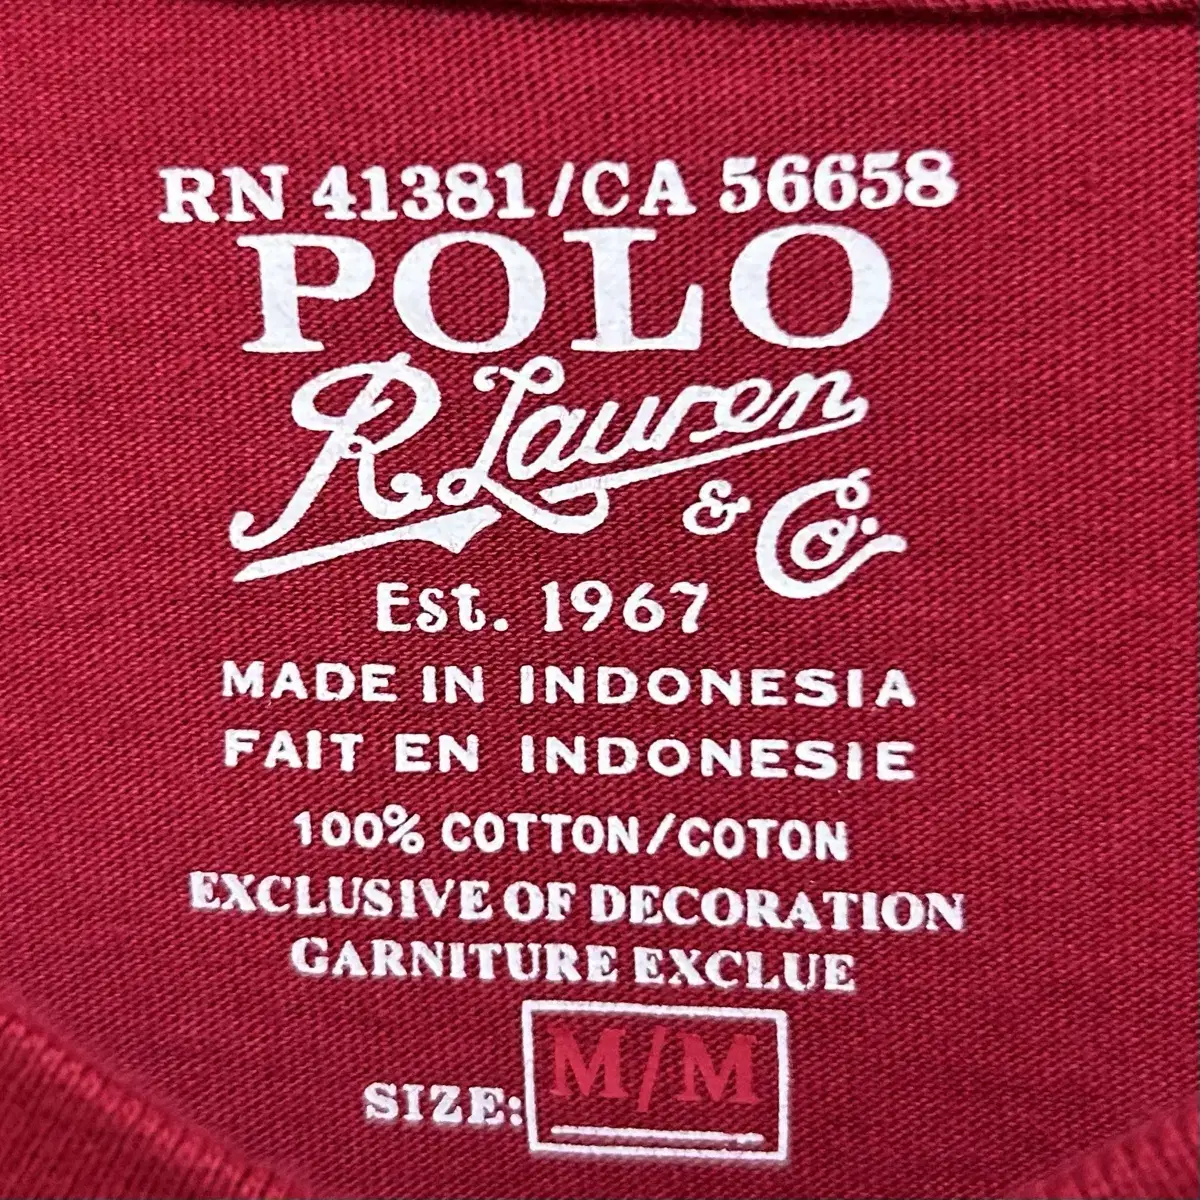 RN 41381/CA 56658
POLO
R Lauren
& Co.
Est. 1967
MADE IN INDONESIA
FAIT EN INDONESIE
100% COTTON/COTON
EXCLUSIVE OF DECORATION
GARNITURE EXCLUE
SIZE: M/M